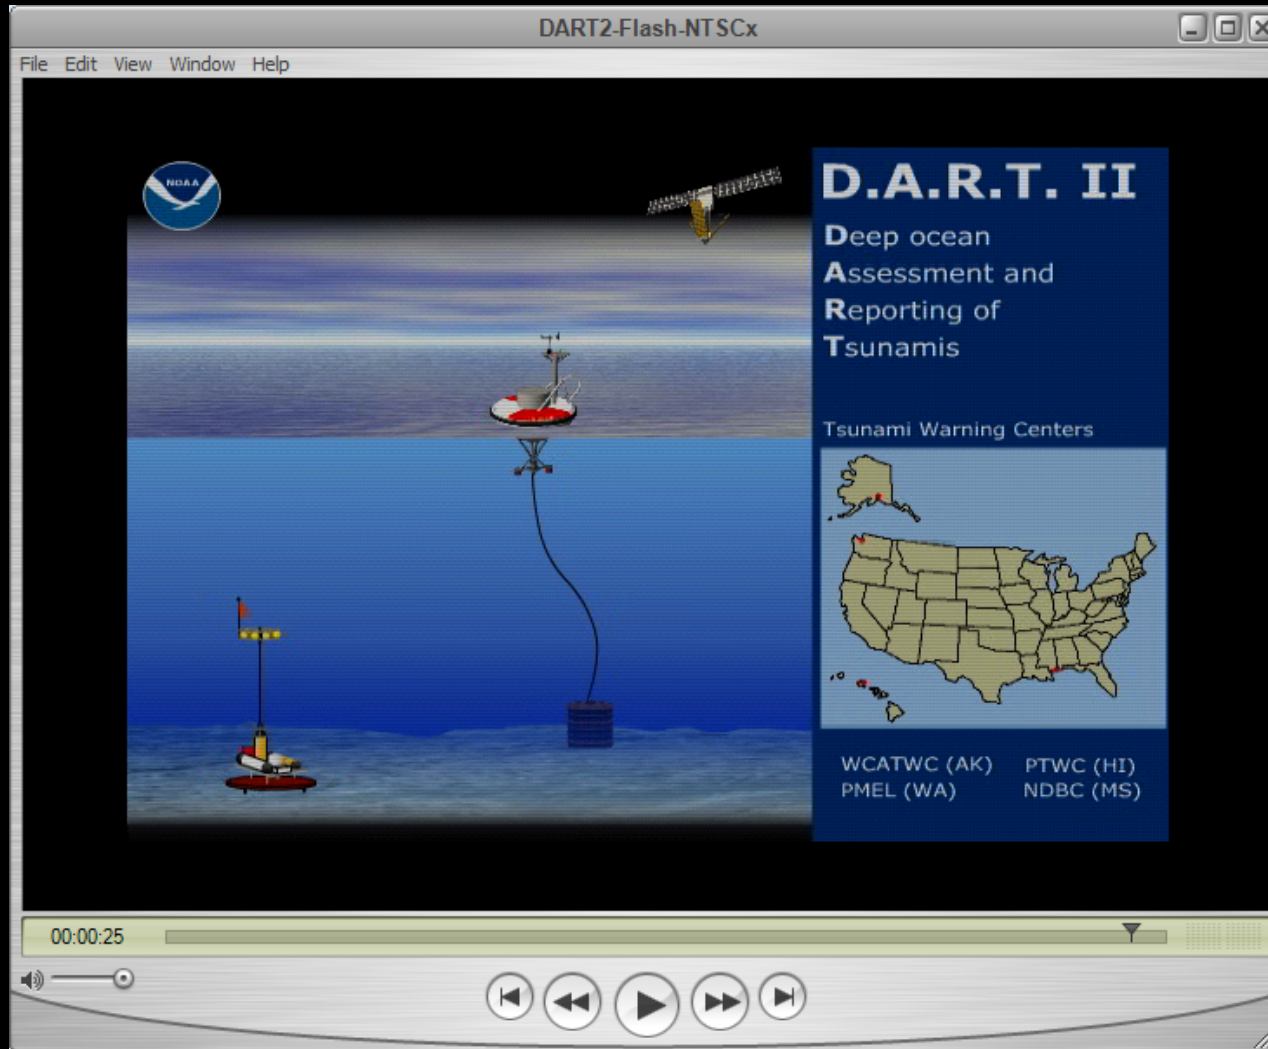 DART2-Flash-NTSCx
File Edit View Window Help
NOAA
D.A.R.T. II
Deep ocean
Assessment and
Reporting of
Tsunamis
Tsunami Warning Centers
WCATWC (AK) PTWC (HI)
PMEL (WA) NDBC (MS)
00:00:25